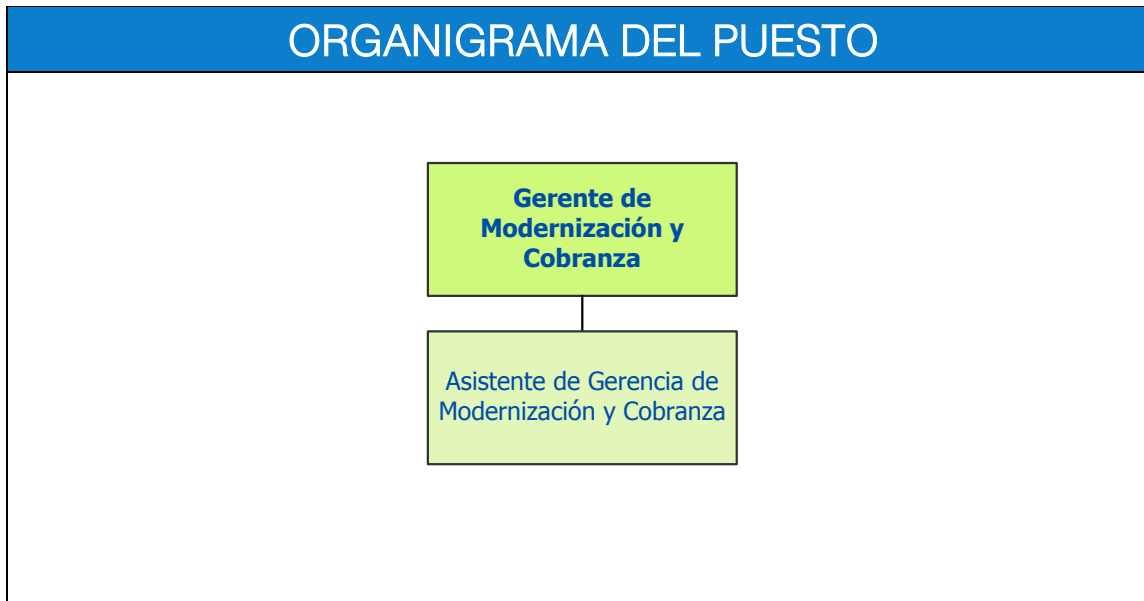 ORGANIGRAMA DEL PUESTO
Gerente de
Modernización y
Cobranza
Asistente de Gerencia de
Modernización y Cobranza